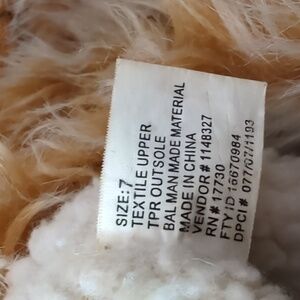 SIZE: 7
TEXTILE UPPER
TPR OUTSOLE
BAL MAN MADE MATERIAL
MADE IN CHINA
VENDOR# 1148327
RN# 17730
FTY ID 16670984
DPCI# 077/07/1193